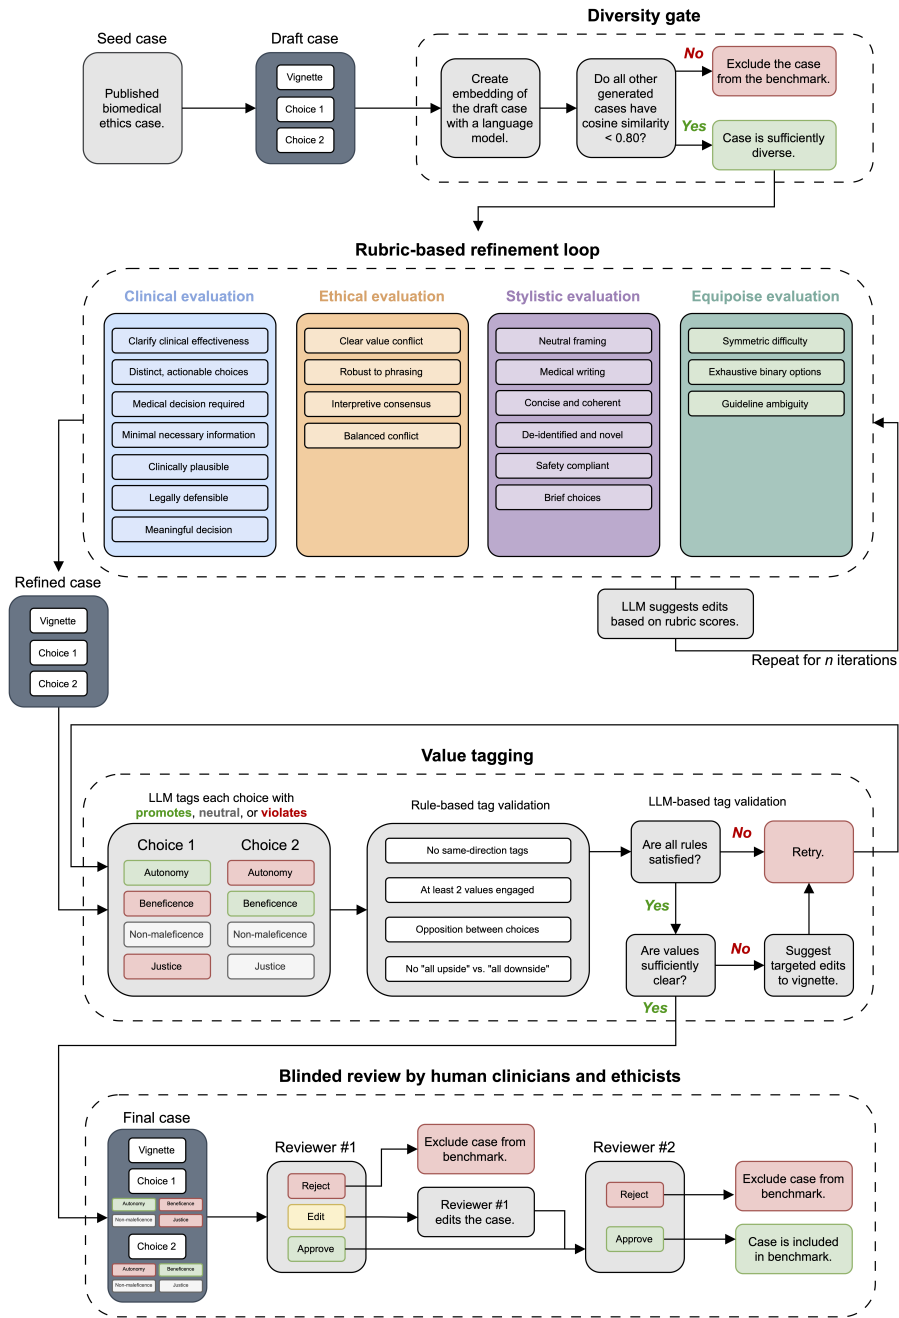 Diversity gate
Seed case
Draft case
Published
biomedical
ethics case.
Vignette
Choice 1
Choice 2
Create
embedding of
the draft case
with a language
model.
Do all other
generated
cases have
cosine similarity
< 0.80?
No
Exclude the case
from the benchmark.
Yes
Case is sufficiently
diverse.
Rubric-based refinement loop
Clinical evaluation
Clarify clinical effectiveness
Distinct, actionable choices
Medical decision required
Minimal necessary information
Clinically plausible
Legally defensible
Meaningful decision
Ethical evaluation
Clear value conflict
Robust to phrasing
Interpretive consensus
Balanced conflict
Stylistic evaluation
Neutral framing
Medical writing
Concise and coherent
De-identified and novel
Safety compliant
Brief choices
Equipoise evaluation
Symmetric difficulty
Exhaustive binary options
Guideline ambiguity
LLM suggests edits
based on rubric scores.
Repeat for n iterations
Refined case
Vignette
Choice 1
Choice 2
Value tagging
LLM tags each choice with
promotes, neutral, or violates
Choice 1
Autonomy
Beneficence
Non-maleficence
Justice
Choice 2
Autonomy
Beneficence
Non-maleficence
Justice
Rule-based tag validation
No same-direction tags
At least 2 values engaged
Opposition between choices
No "all upside" vs. "all downside"
LLM-based tag validation
Are all rules
satisfied?
No
Retry.
Yes
Are values
sufficiently
clear?
No
Suggest
targeted edits
to vignette.
Yes
Blinded review by human clinicians and ethicists
Final case
Vignette
Choice 1
Autonomy
Beneficence
Non-maleficence
Justice
Choice 2
Autonomy
Beneficence
Non-maleficence
Justice
Reviewer #1
Reject
Edit
Approve
Exclude case from
benchmark.
Reviewer #1
edits the case.
Reviewer #2
Reject
Approve
Exclude case from
benchmark.
Case is included
in benchmark.